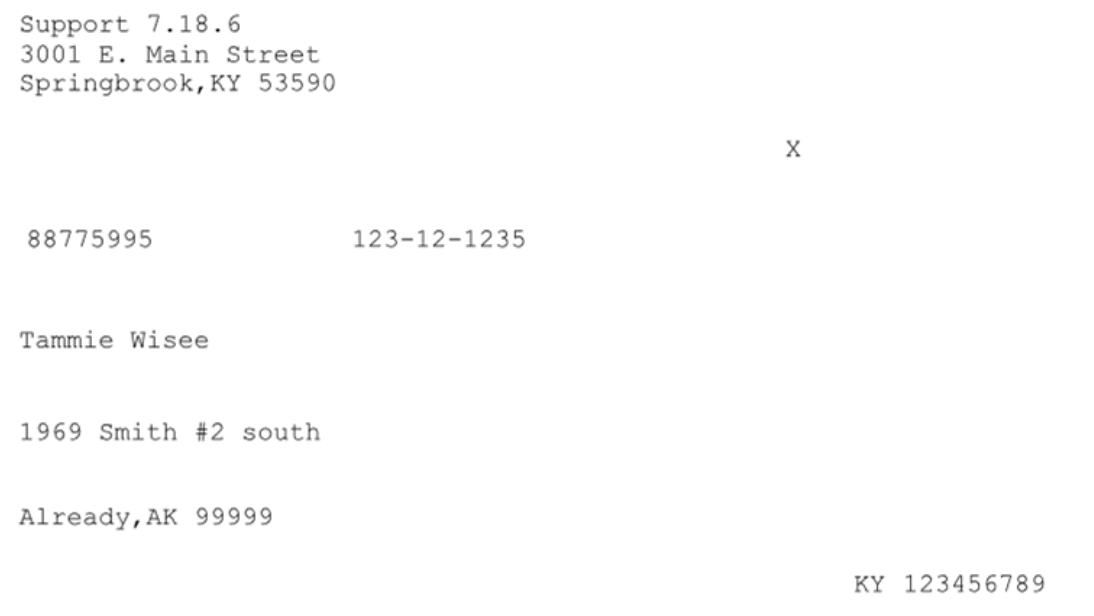 Support 7.18.6
3001 E. Main Street
Springbrook,KY 53590
X
88775995 123-12-1235
Tammie Wisee
1969 Smith #2 south
Already,AK 99999
KY 123456789